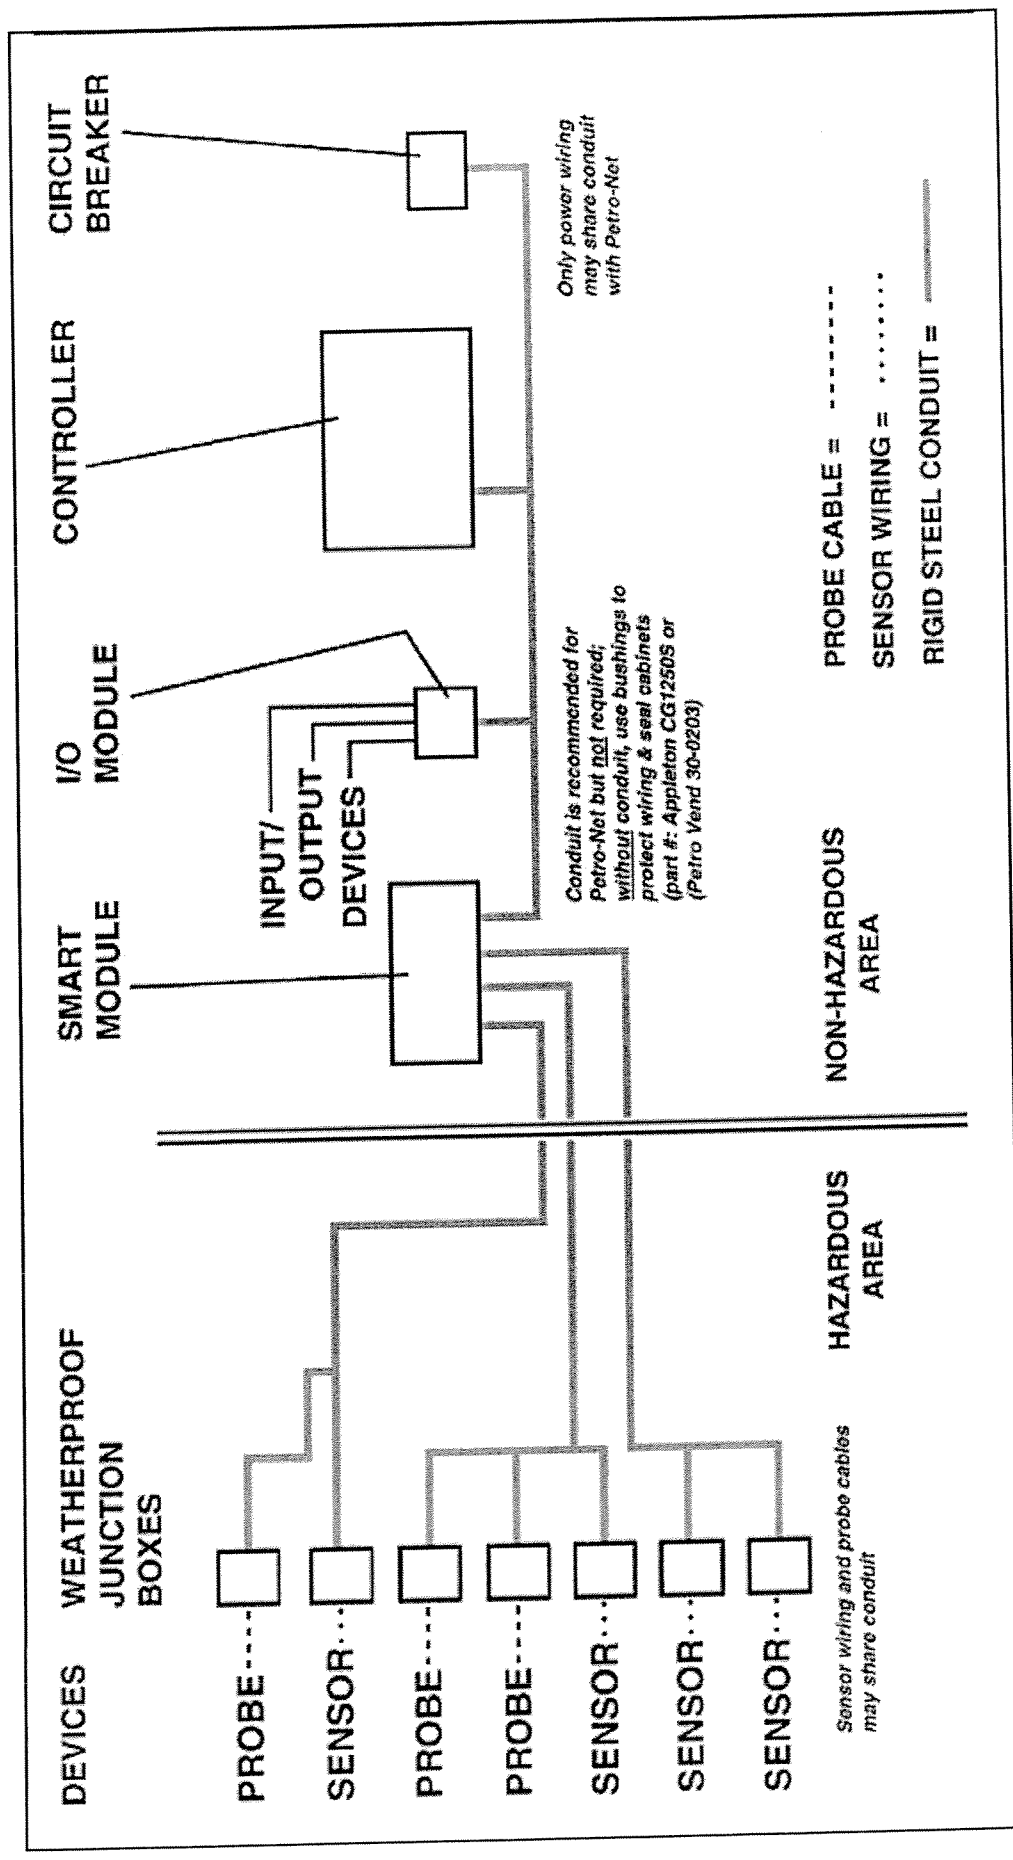 DEVICES
WEATHERPROOF
JUNCTION
BOXES
SMART
MODULE
I/O
MODULE
CONTROLLER
CIRCUIT
BREAKER
INPUT/
OUTPUT
DEVICES
PROBE
SENSOR
PROBE
PROBE
SENSOR
SENSOR
SENSOR
Sensor wiring and probe cables
may share conduit
Conduit is recommended for
Petro-Net but not required;
without conduit, use bushings to
protect wiring & seal cabinets
(part #: Appleton CG1250S or
(Petro Vend 30-0203)
Only power wiring
may share conduit
with Petro-Net
HAZARDOUS
AREA
NON-HAZARDOUS
AREA
PROBE CABLE = -------
SENSOR WIRING = ········
RIGID STEEL CONDUIT =